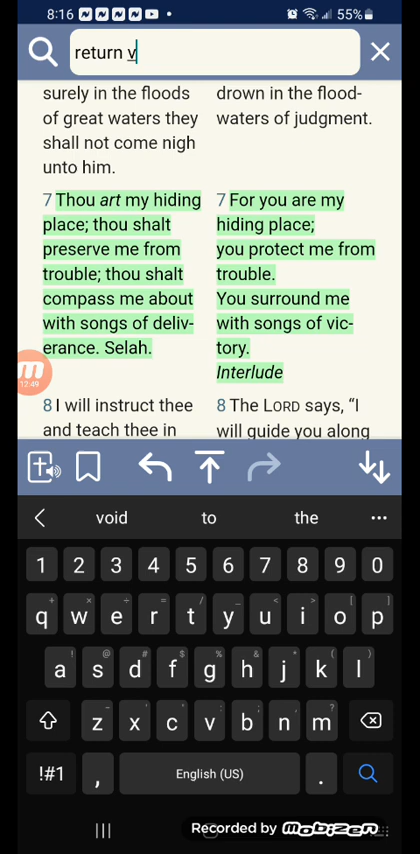 8:16 N N N N 55%
return v
surely in the floods
of great waters they
shall not come nigh
unto him.
7 Thou art my hiding
place; thou shalt
preserve me from
trouble; thou shalt
compass me about
with songs of deliv-
erance. Selah.
8 I will instruct thee
and teach thee in
drown in the flood-
waters of judgment.
7 For you are my
hiding place;
you protect me from
trouble.
You surround me
with songs of vic-
tory.
Interlude
8 The LORD says, “I
will guide you along
m
12:49
void to the
1 2 3 4 5 6 7 8 9 0
+ × ÷ = / _ < > [ ]
q w e r t y u i o p
! @ # $ % & * ( )
a s d f g h j k l
- ' " : ; , ?
z x c v b n m
!#1 , English (US) .
Recorded by mobizen